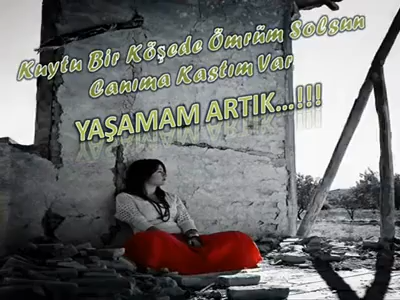 Kuytu Bir Köşede Ömrüm Solsun
Canıma Kastım Var
YAŞAMAM ARTIK...!!!